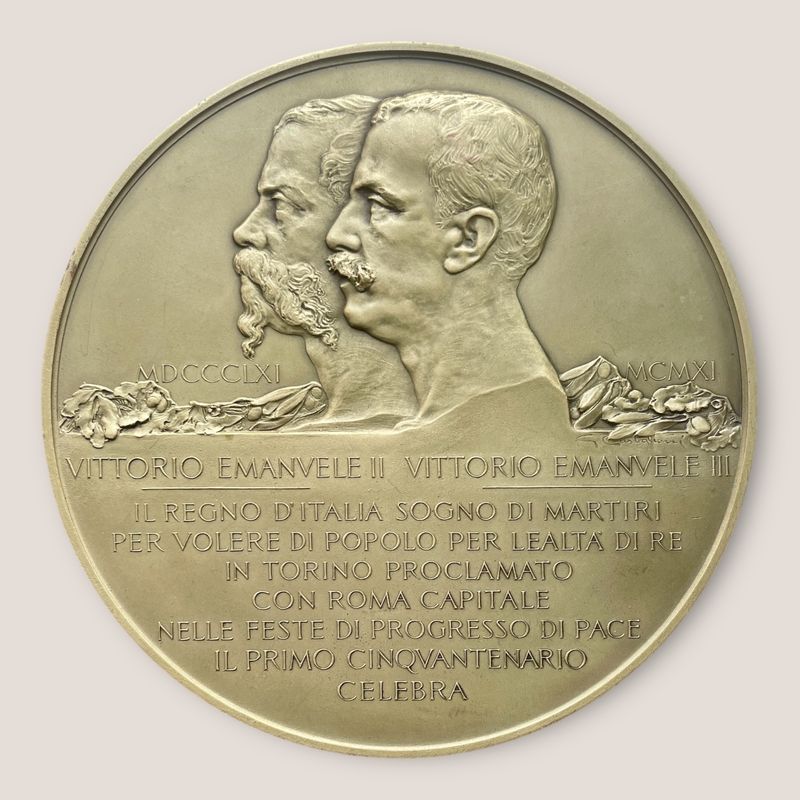 MDCCCLXI MCMXI
VITTORIO EMANVELE II VITTORIO EMANVELE III
IL REGNO D'ITALIA SOGNO DI MARTIRI
PER VOLERE DI POPOLO PER LEALTÀ DI RE
IN TORINO PROCLAMATO
CON ROMA CAPITALE
NELLE FESTE DI PROGRESSO DI PACE
IL PRIMO CINQVANTENARIO
CELEBRA